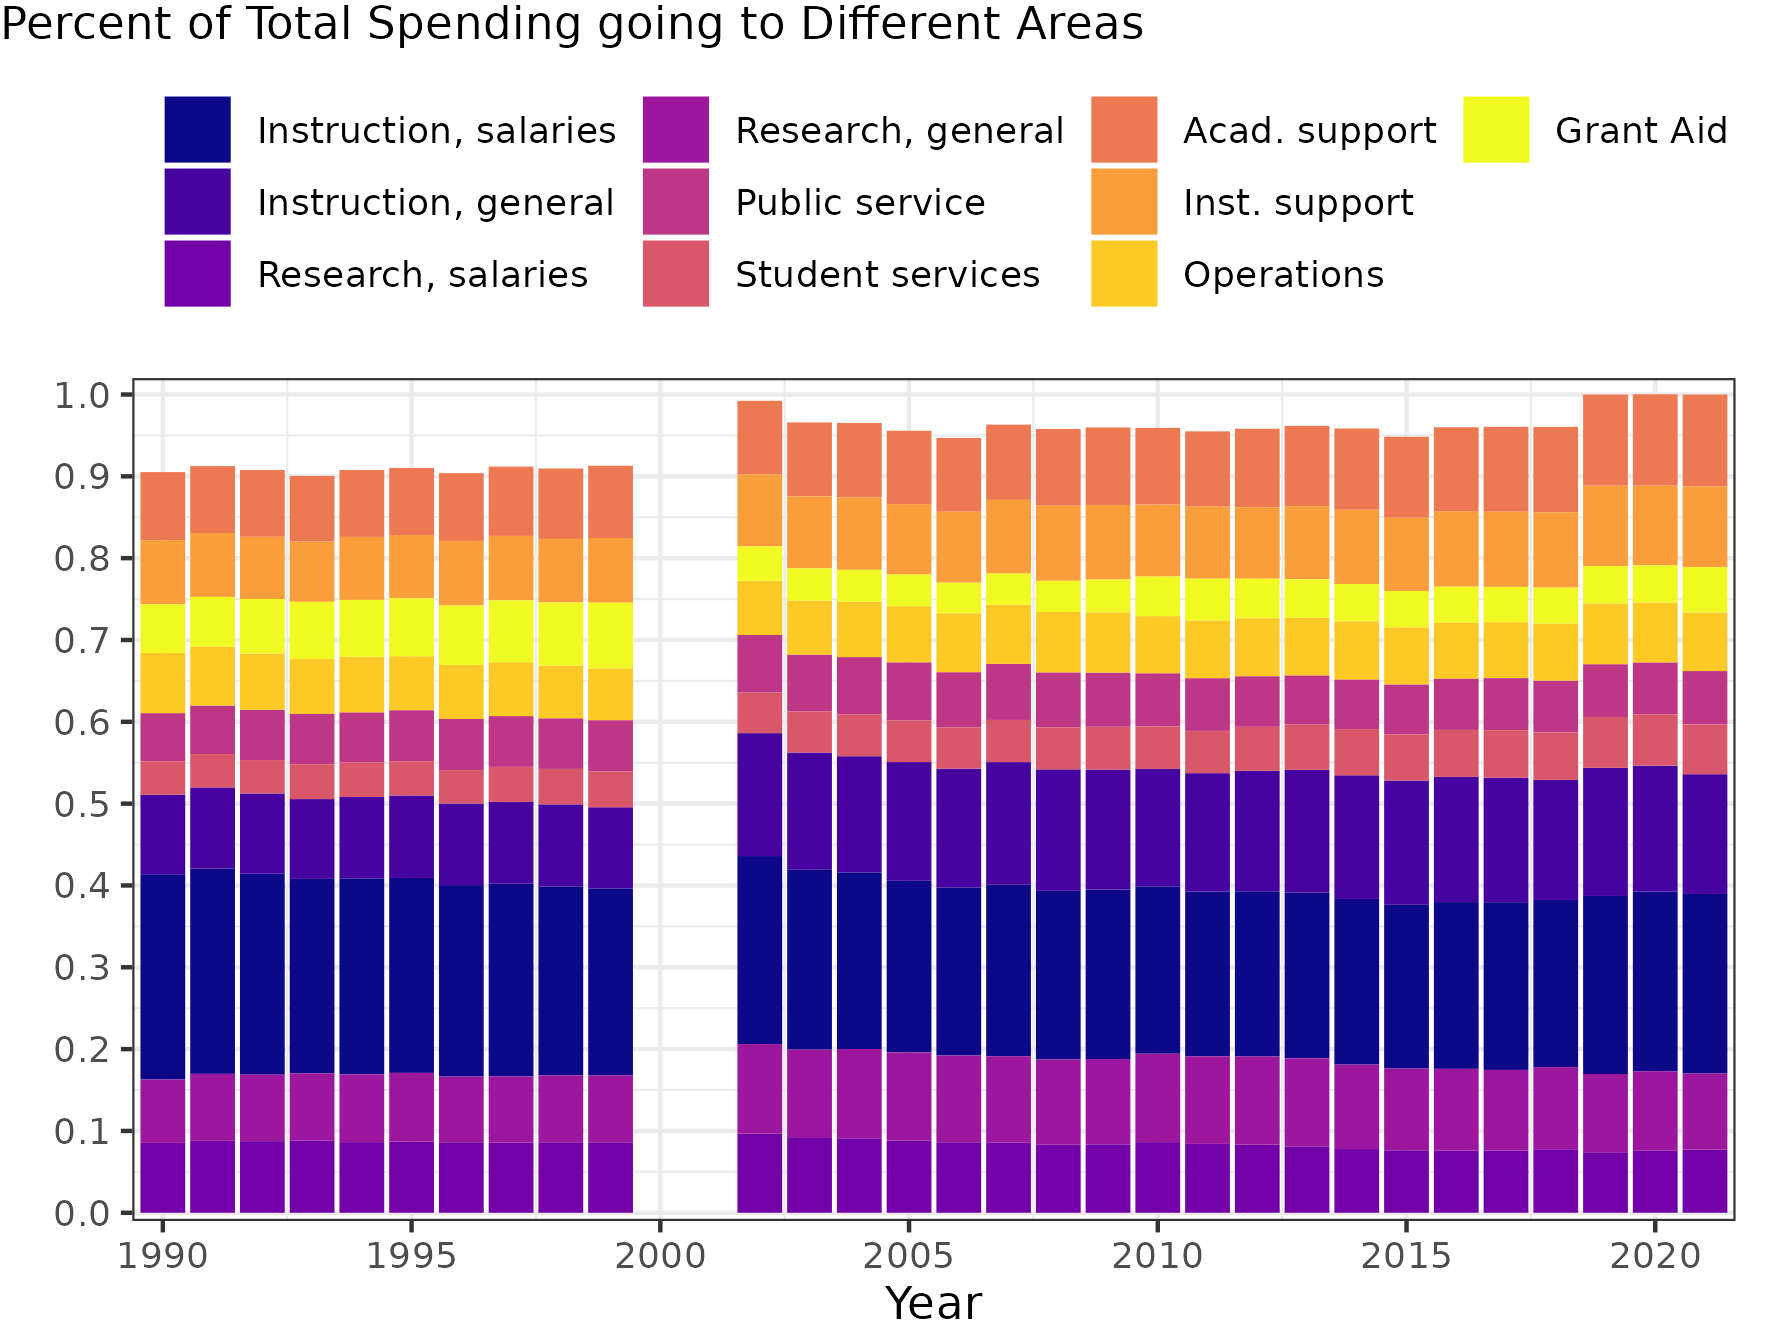 Percent of Total Spending going to Different Areas
Instruction, salaries
Research, general
Acad. support
Grant Aid
Instruction, general
Public service
Inst. support
Research, salaries
Student services
Operations
1.0
0.9
0.8
0.7
0.6
0.5
0.4
0.3
0.2
0.1
0.0
1990 1995 2000 2005 2010 2015 2020
Year